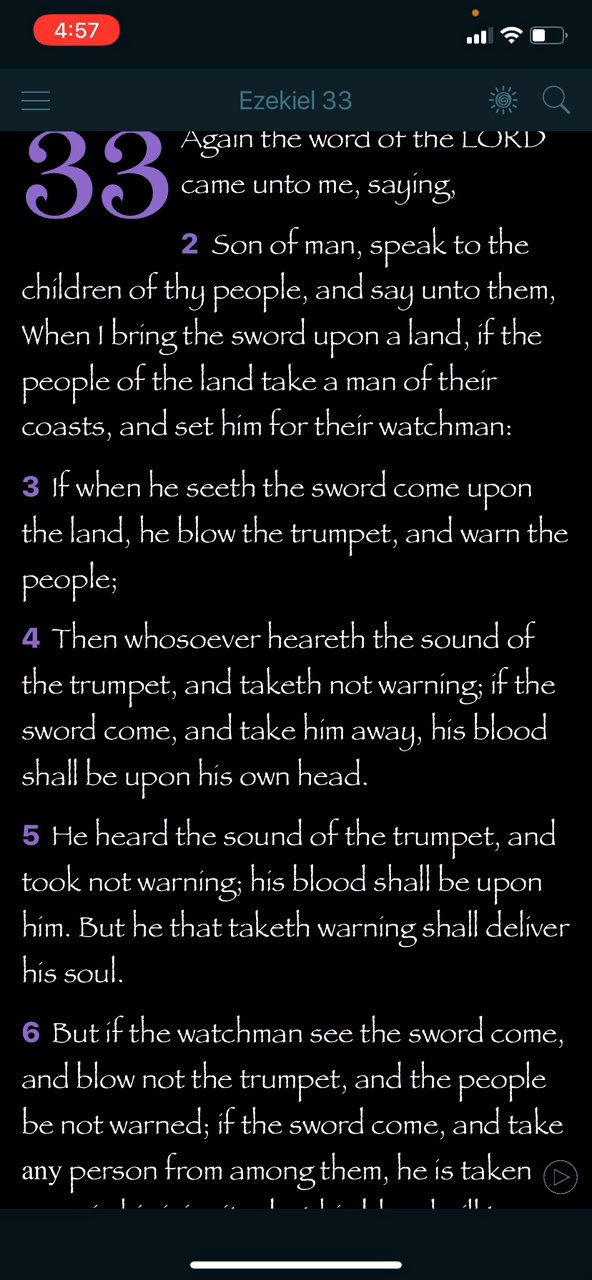 4:57
Ezekiel 33
33 Again the word of the LORD
came unto me, saying,
2 Son of man, speak to the
children of thy people, and say unto them,
When I bring the sword upon a land, if the
people of the land take a man of their
coasts, and set him for their watchman:
3 If when he seeth the sword come upon
the land, he blow the trumpet, and warn the
people;
4 Then whosoever heareth the sound of
the trumpet, and taketh not warning; if the
sword come, and take him away, his blood
shall be upon his own head.
5 He heard the sound of the trumpet, and
took not warning; his blood shall be upon
him. But he that taketh warning shall deliver
his soul.
6 But if the watchman see the sword come,
and blow not the trumpet, and the people
be not warned; if the sword come, and take
any person from among them, he is taken